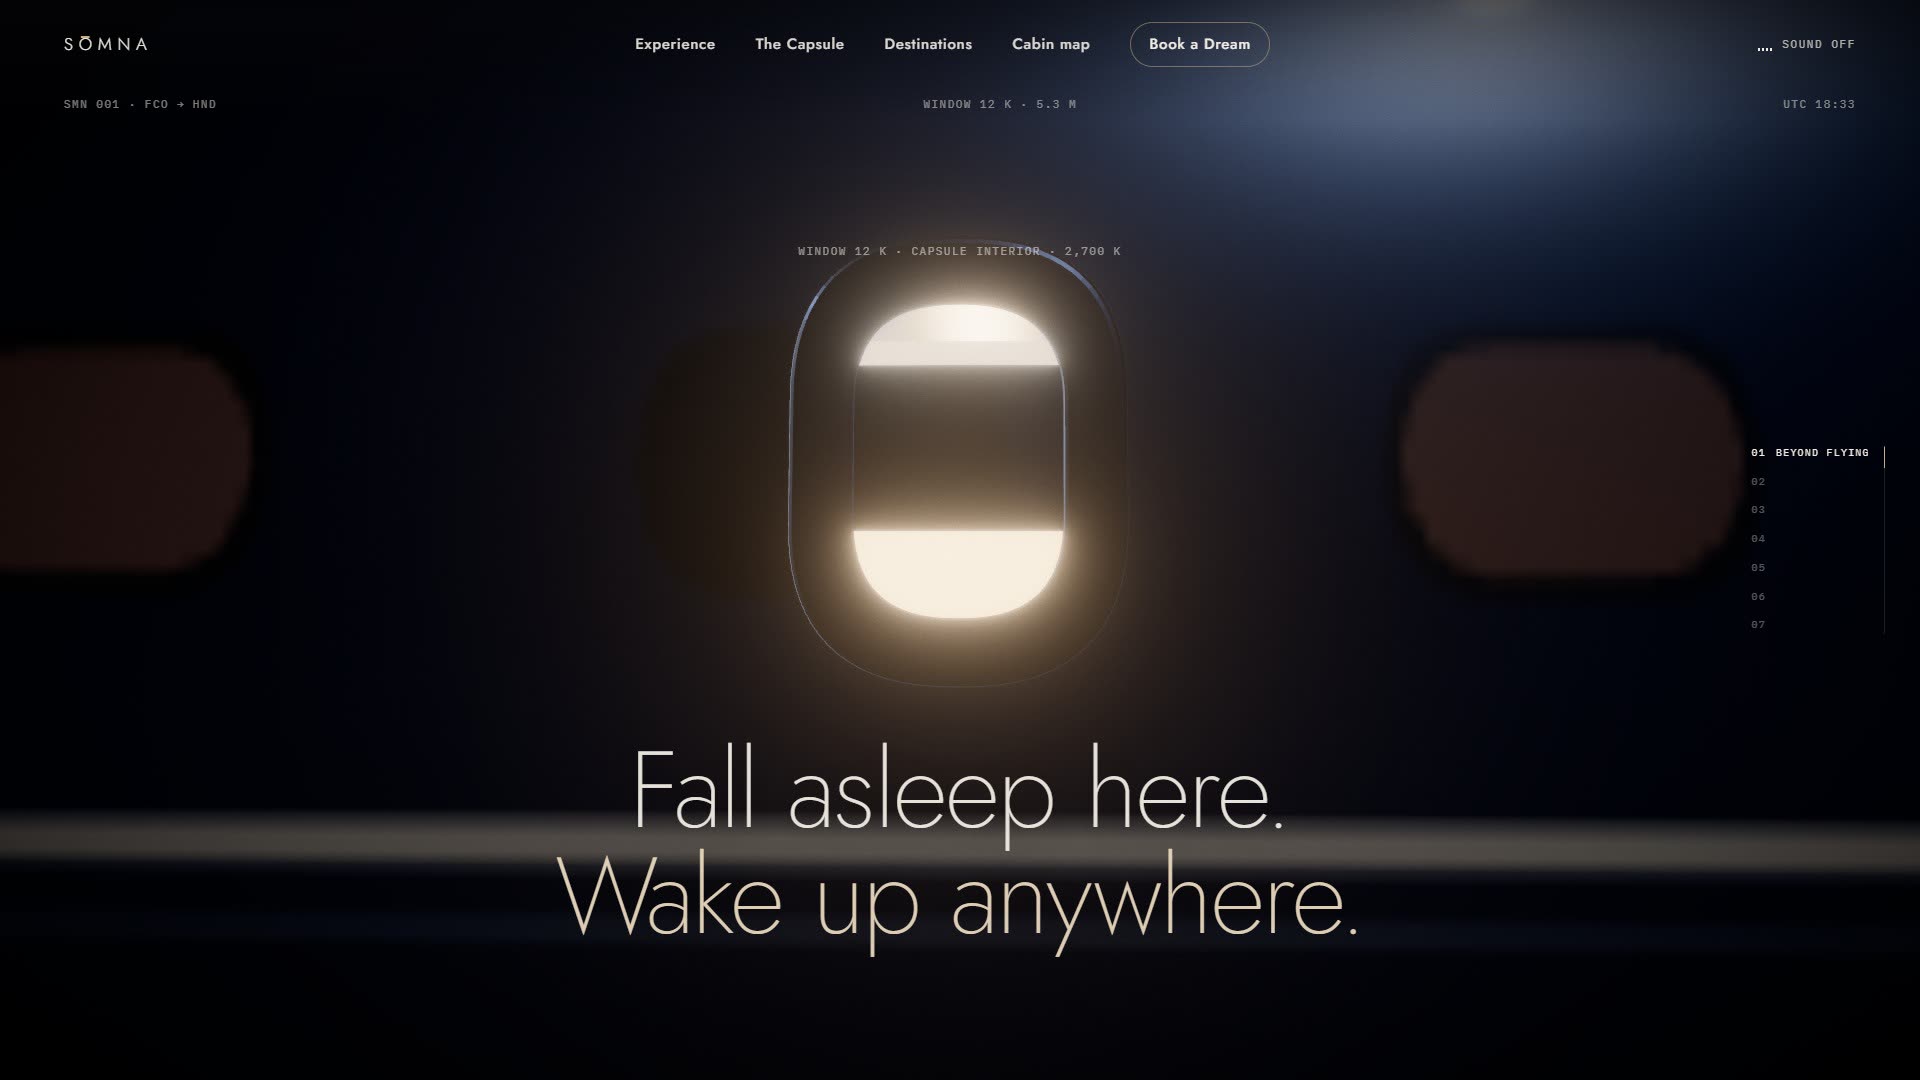 SŌMNA
Experience
The Capsule
Destinations
Cabin map
Book a Dream
SOUND OFF
SMN 001 · FCO → HND
WINDOW 12 K · 5.3 M
UTC 18:33
WINDOW 12 K · CAPSULE INTERIOR · 2,700 K
01 BEYOND FLYING
02
03
04
05
06
07
Fall asleep here.
Wake up anywhere.